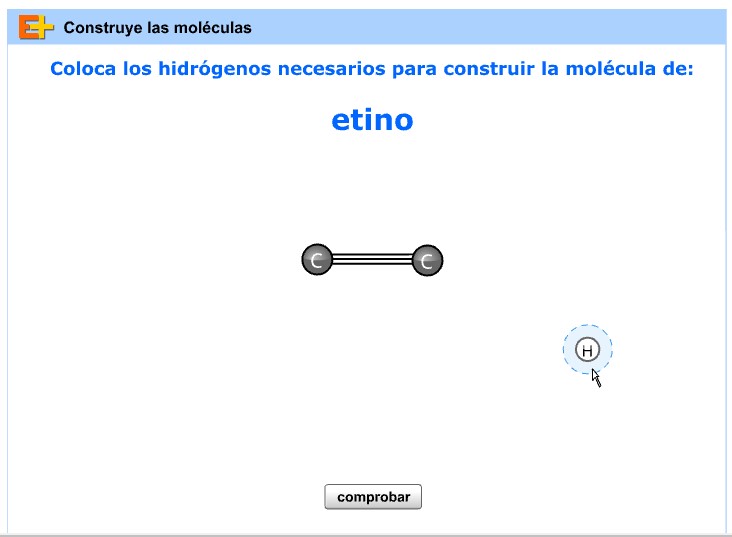 E+ Construye las moléculas
Coloca los hidrógenos necesarios para construir la molécula de:
etino
C C
H
comprobar